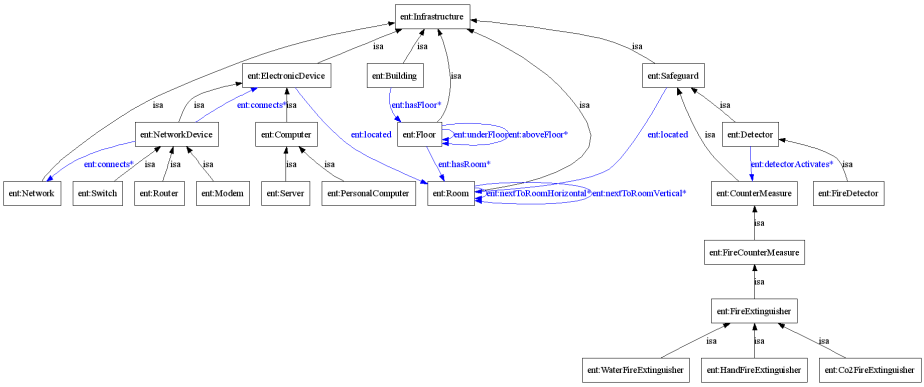 ent:Infrastructure
isa
ent:ElectronicDevice
ent:Building
ent:Safeguard
isa
isa
isa
isa
isa
isa
ent:connects*
isa
ent:hasFloor*
isa
isa
ent:NetworkDevice
ent:Computer
ent:located
ent:Floor
ent:underFloor
ent:aboveFloor*
ent:located
isa
ent:Detector
ent:connects*
isa
isa
isa
isa
isa
ent:hasRoom*
ent:detectorActivates*
isa
ent:Network
ent:Switch
ent:Router
ent:Modem
ent:Server
ent:PersonalComputer
ent:Room
ent:nextToRoomHorizontal*
ent:nextToRoomVertical*
ent:CounterMeasure
ent:FireDetector
isa
ent:FireCounterMeasure
isa
ent:FireExtinguisher
isa
isa
isa
ent:WaterFireExtinguisher
ent:HandFireExtinguisher
ent:Co2FireExtinguisher